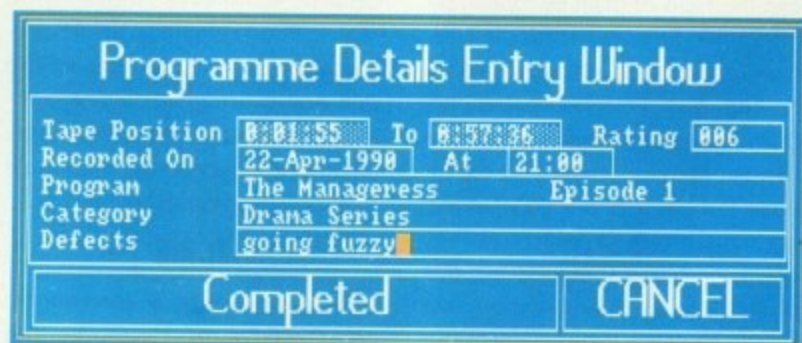 Programme Details Entry Window
Tape Position 0:01:55 To 0:57:36 Rating 006
Recorded On 22-Apr-1990 At 21:00
Program The Manageress Episode 1
Category Drama Series
Defects going fuzzy
Completed CANCEL